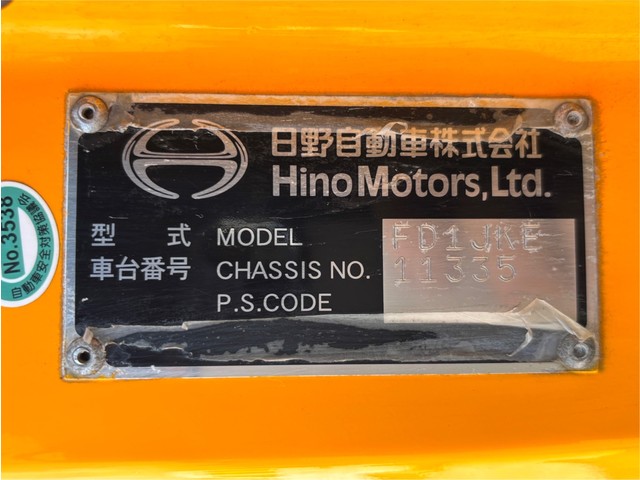 日野自動車株式会社
Hino Motors, Ltd.
型 式 MODEL FD1JKE
車台番号 CHASSIS NO. 11335
P.S.CODE
No.3538